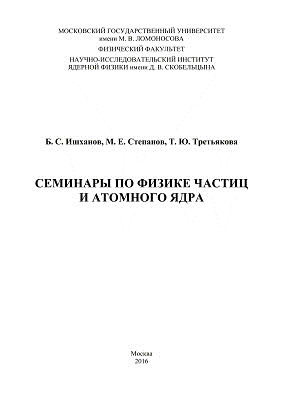 МОСКОВСКИЙ ГОСУДАРСТВЕННЫЙ УНИВЕРСИТЕТ
имени М. В. ЛОМОНОСОВА
ФИЗИЧЕСКИЙ ФАКУЛЬТЕТ
НАУЧНО-ИССЛЕДОВАТЕЛЬСКИЙ ИНСТИТУТ
ЯДЕРНОЙ ФИЗИКИ имени Д. В. СКОБЕЛЬЦЫНА
Б. С. Ишханов, М. Е. Степанов, Т. Ю. Третьякова
СЕМИНАРЫ ПО ФИЗИКЕ ЧАСТИЦ
И АТОМНОГО ЯДРА
Москва
2016